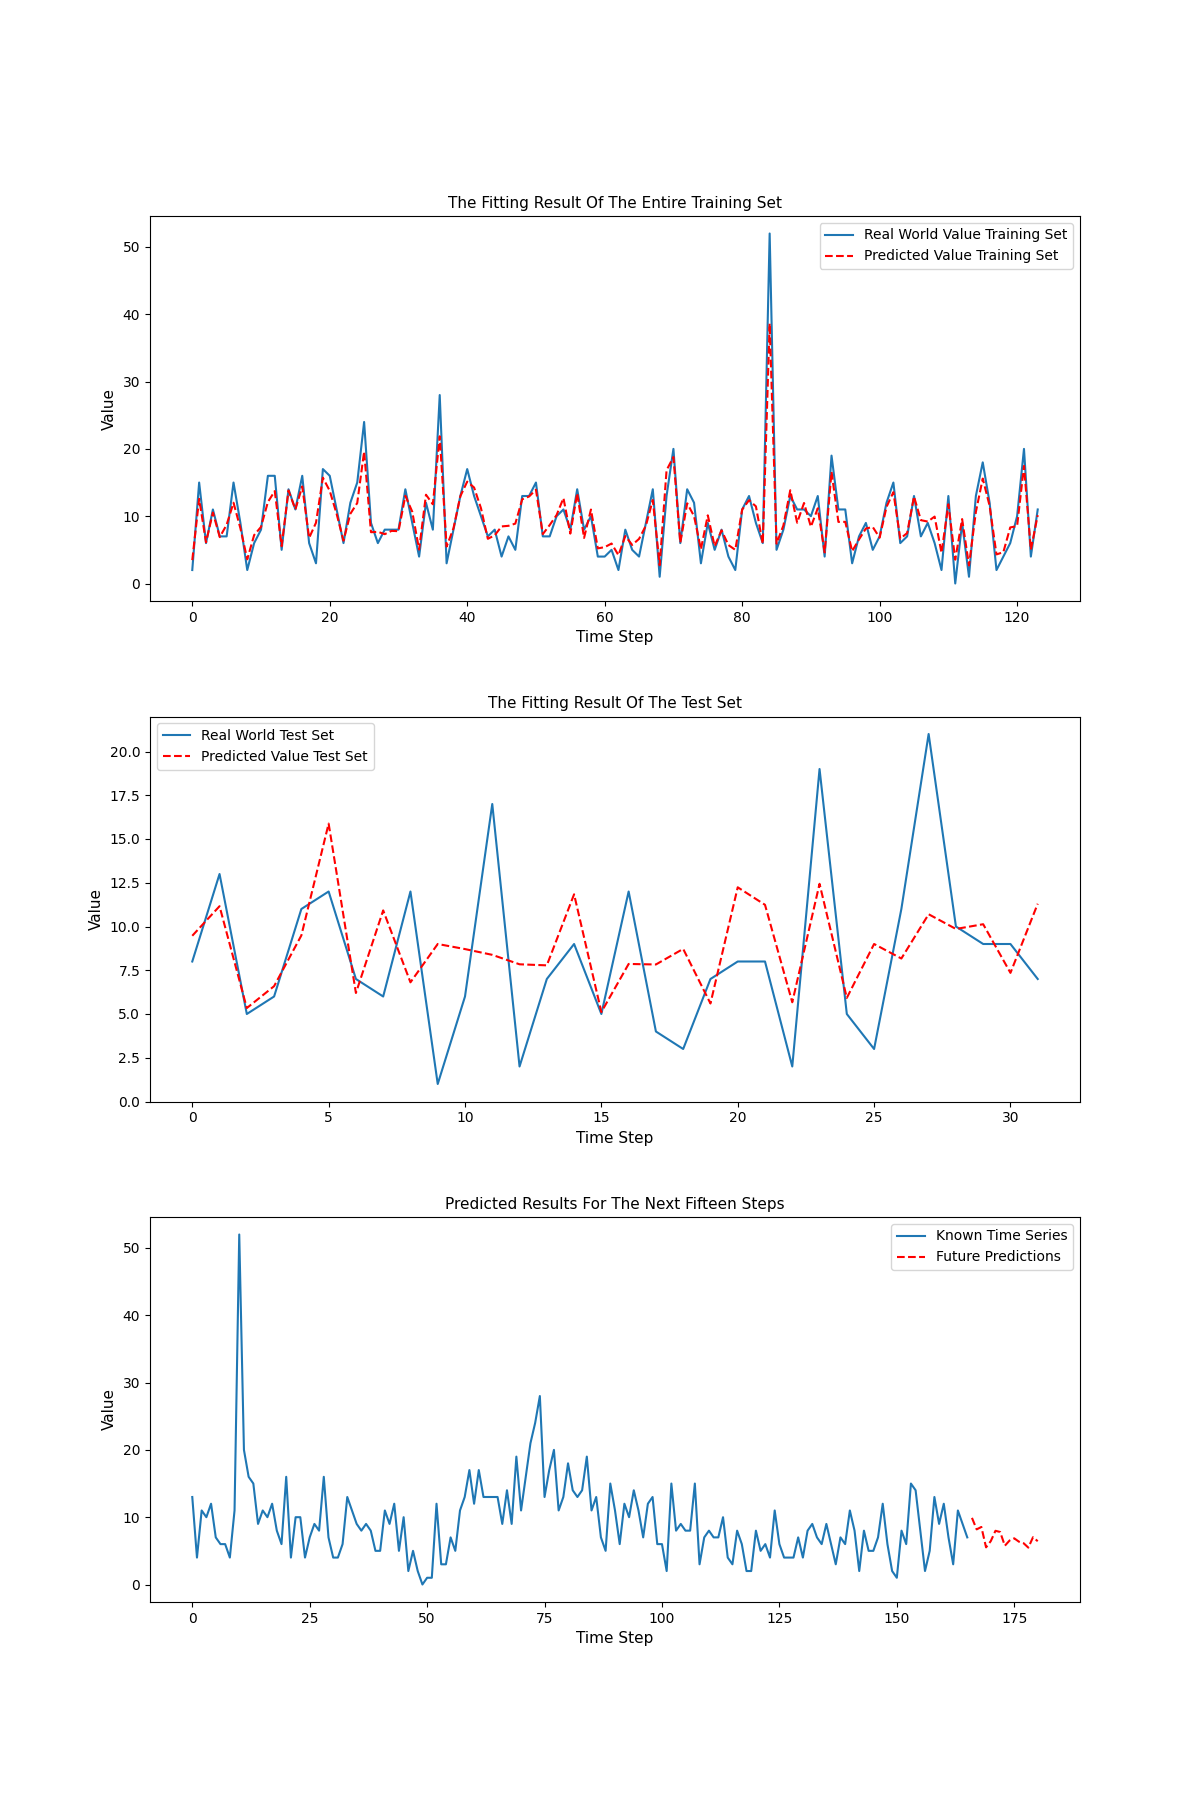 The Fitting Result Of The Entire Training Set
Real World Value Training Set
Predicted Value Training Set
Value
50
40
30
20
10
0
0 20 40 60 80 100 120
Time Step
The Fitting Result Of The Test Set
Real World Test Set
Predicted Value Test Set
Value
20.0
17.5
15.0
12.5
10.0
7.5
5.0
2.5
0.0
0 5 10 15 20 25 30
Time Step
Predicted Results For The Next Fifteen Steps
Known Time Series
Future Predictions
Value
50
40
30
20
10
0
0 25 50 75 100 125 150 175
Time Step